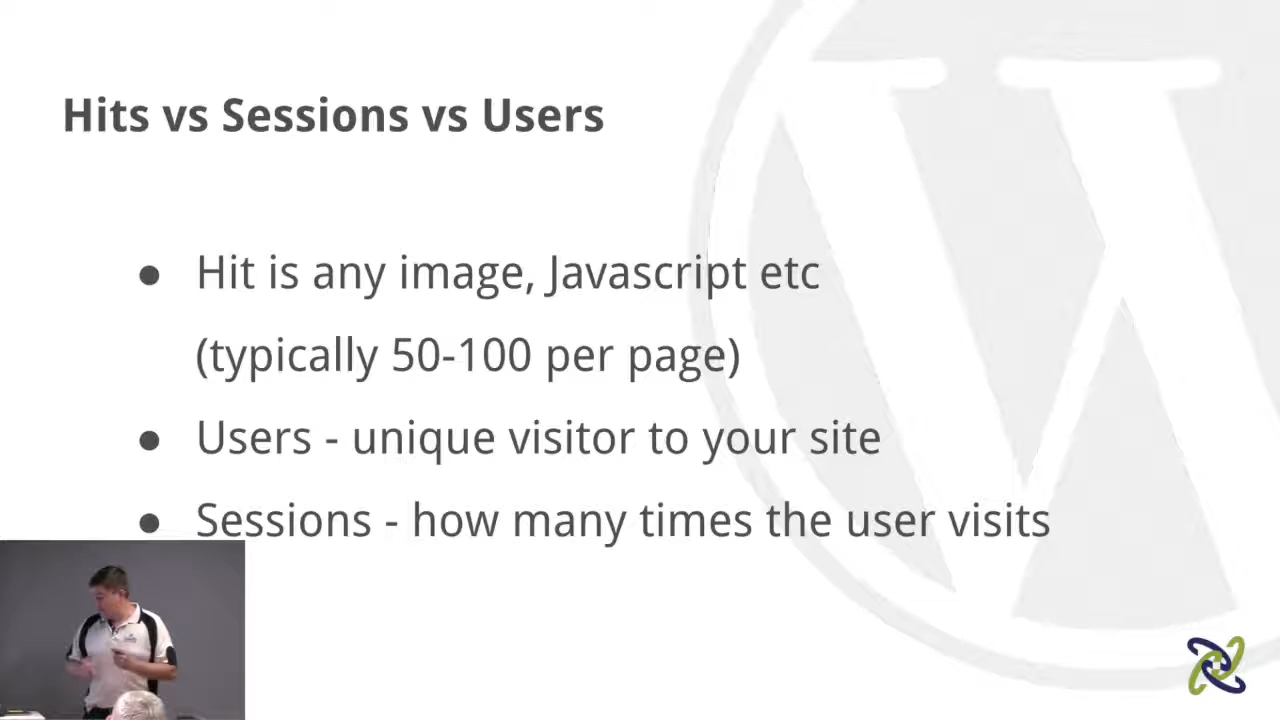 Hits vs Sessions vs Users
● Hit is any image, Javascript etc
(typically 50-100 per page)
● Users - unique visitor to your site
● Sessions - how many times the user visits